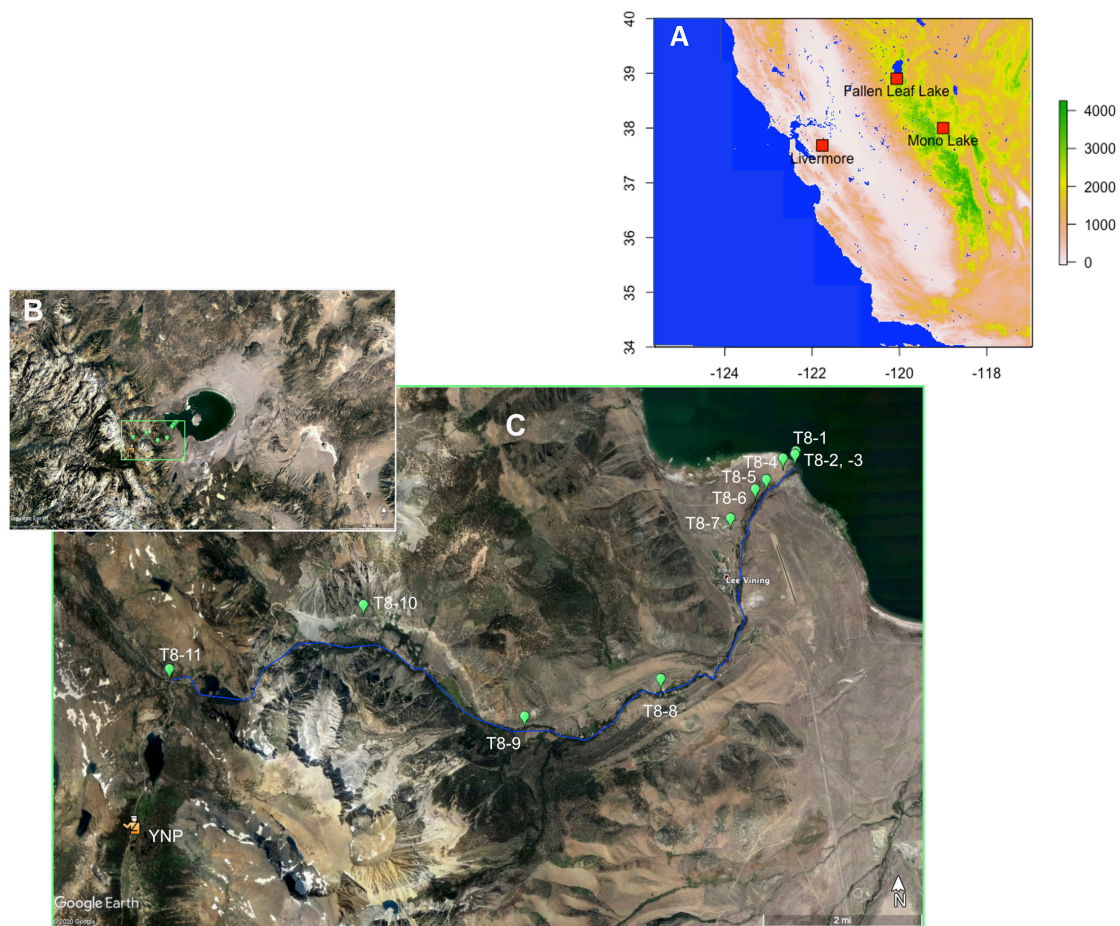 A
40
39
38
37
36
35
34
-124
-122
-120
-118
Fallen Leaf Lake
Mono Lake
Livermore
4000
3000
2000
1000
0
B
Google Earth
N
C
T8-1
T8-2, -3
T8-4
T8-5
T8-6
T8-7
Lee Vining
T8-10
T8-11
T8-8
T8-9
YNP
Google Earth
© 2020 Google
N
2 mi